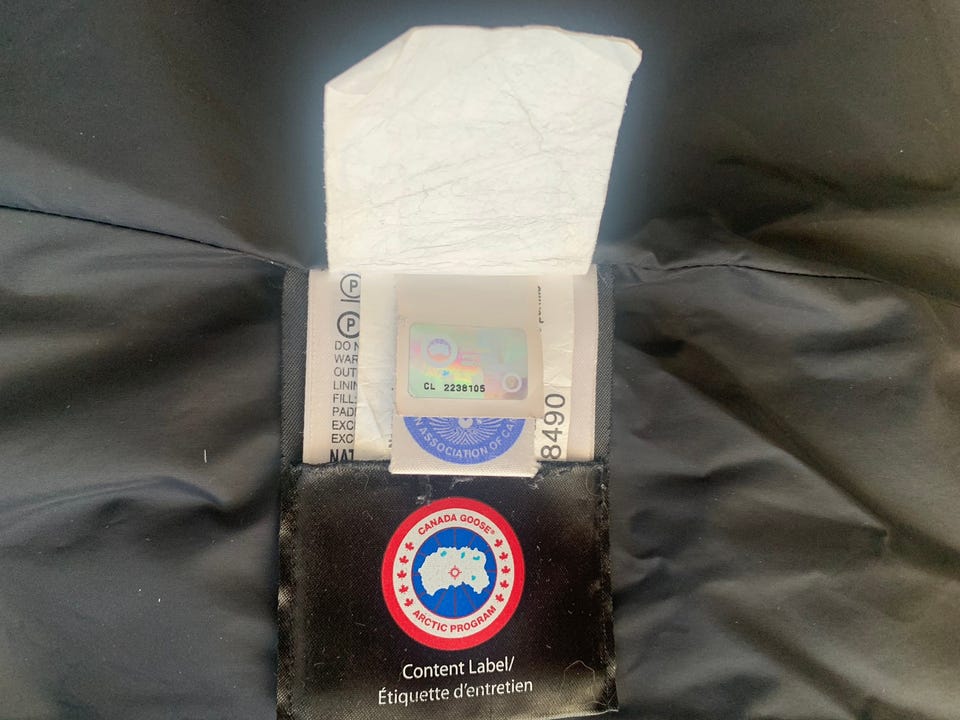 P
P
DO N
WAR
OUT
LININ
FILL:
PADD
EXC
EXC
NAT
CL 2238105
N ASSOCIATION OF CA
8490
CANADA GOOSE®
ARCTIC PROGRAM
Content Label/
Étiquette d'entretien